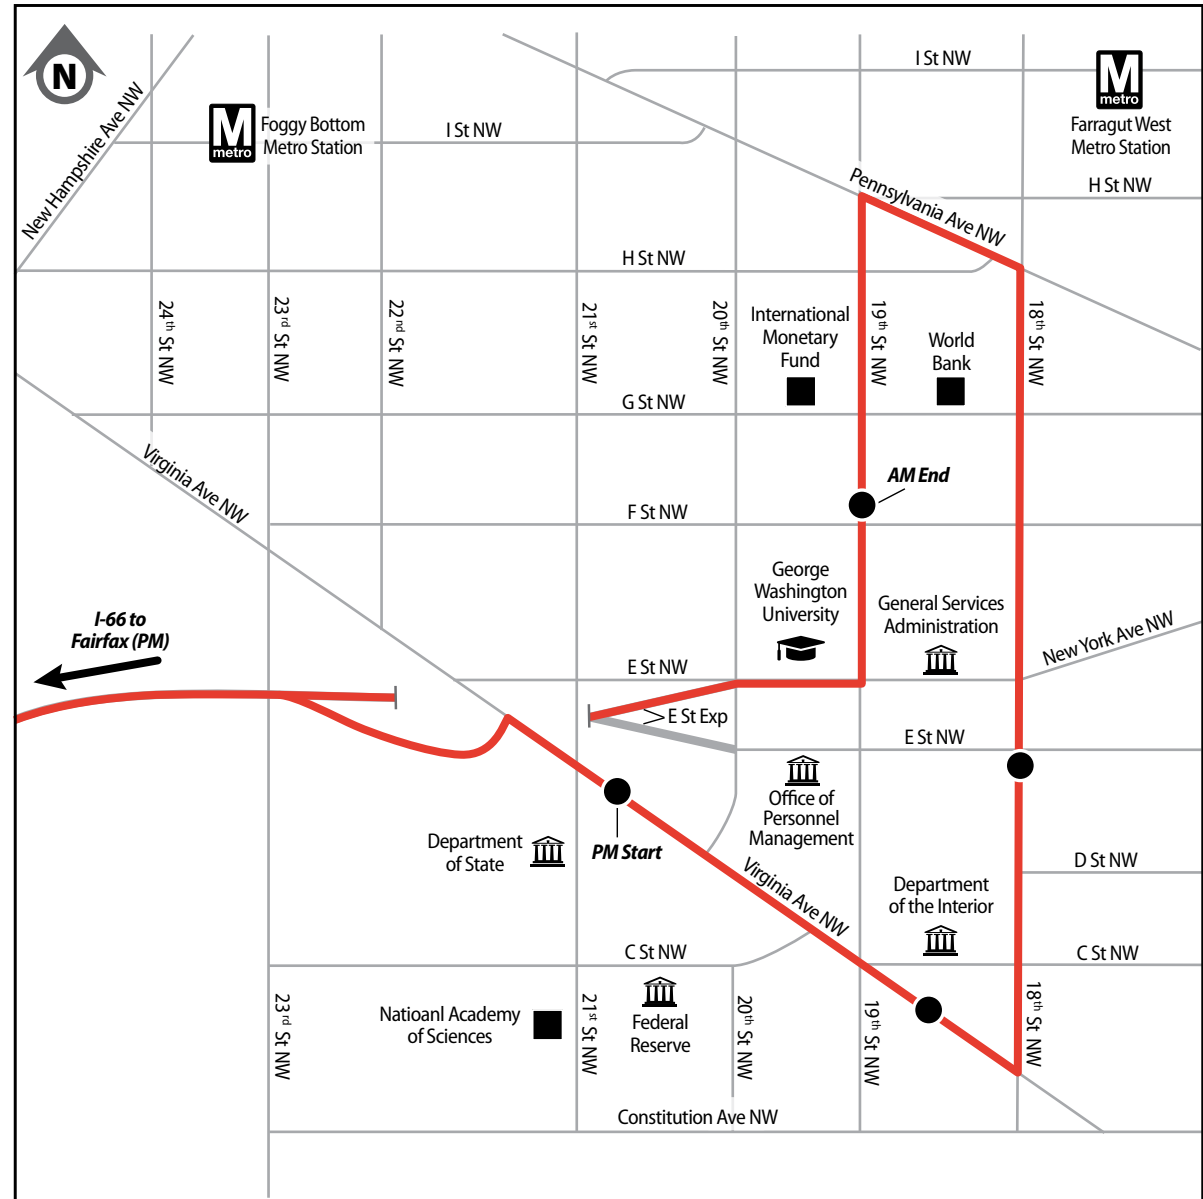 N
New Hampshire Ave NW
M
metro
Foggy Bottom
Metro Station
I St NW
I St NW
M
metro
Farragut West
Metro Station
Pennsylvania Ave NW
H St NW
H St NW
24th St NW
23rd St NW
22nd St NW
21st St NW
20th St NW
International
Monetary
Fund
19th St NW
World
Bank
18th St NW
G St NW
Virginia Ave NW
AM End
F St NW
George
Washington
University
General Services
Administration
New York Ave NW
I-66 to
Fairfax (PM)
E St NW
E St Exp
E St NW
Office of
Personnel
Management
Department
of State
PM Start
Virginia Ave NW
D St NW
Department
of the Interior
C St NW
C St NW
23rd St NW
Natioanl Academy
of Sciences
21st St NW
Federal
Reserve
20th St NW
19th St NW
18th St NW
Constitution Ave NW